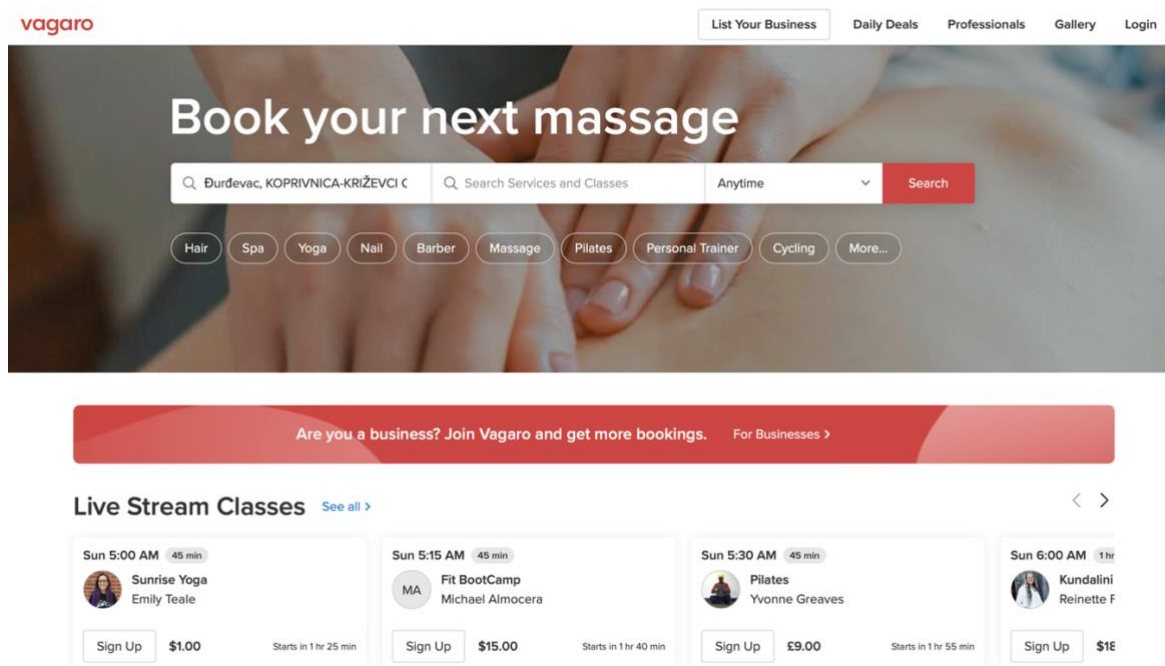 vagaro
List Your Business Daily Deals Professionals Gallery Login
Book your next massage
Đurđevac, KOPRIVNICA-KRIŽEVCI C Search Services and Classes Anytime Search
Hair Spa Yoga Nail Barber Massage Pilates Personal Trainer Cycling More...
Are you a business? Join Vagaro and get more bookings. For Businesses >
Live Stream Classes See all > < >
Sun 5:00 AM 45 min
Sunrise Yoga
Emily Teale
Sign Up $1.00 Starts in 1 hr 25 min
Sun 5:15 AM 45 min
MA
Fit BootCamp
Michael Almocera
Sign Up $15.00 Starts in 1 hr 40 min
Sun 5:30 AM 45 min
Pilates
Yvonne Greaves
Sign Up £9.00 Starts in 1 hr 55 min
Sun 6:00 AM 1 hr
Kundalini
Reinette F
Sign Up $18